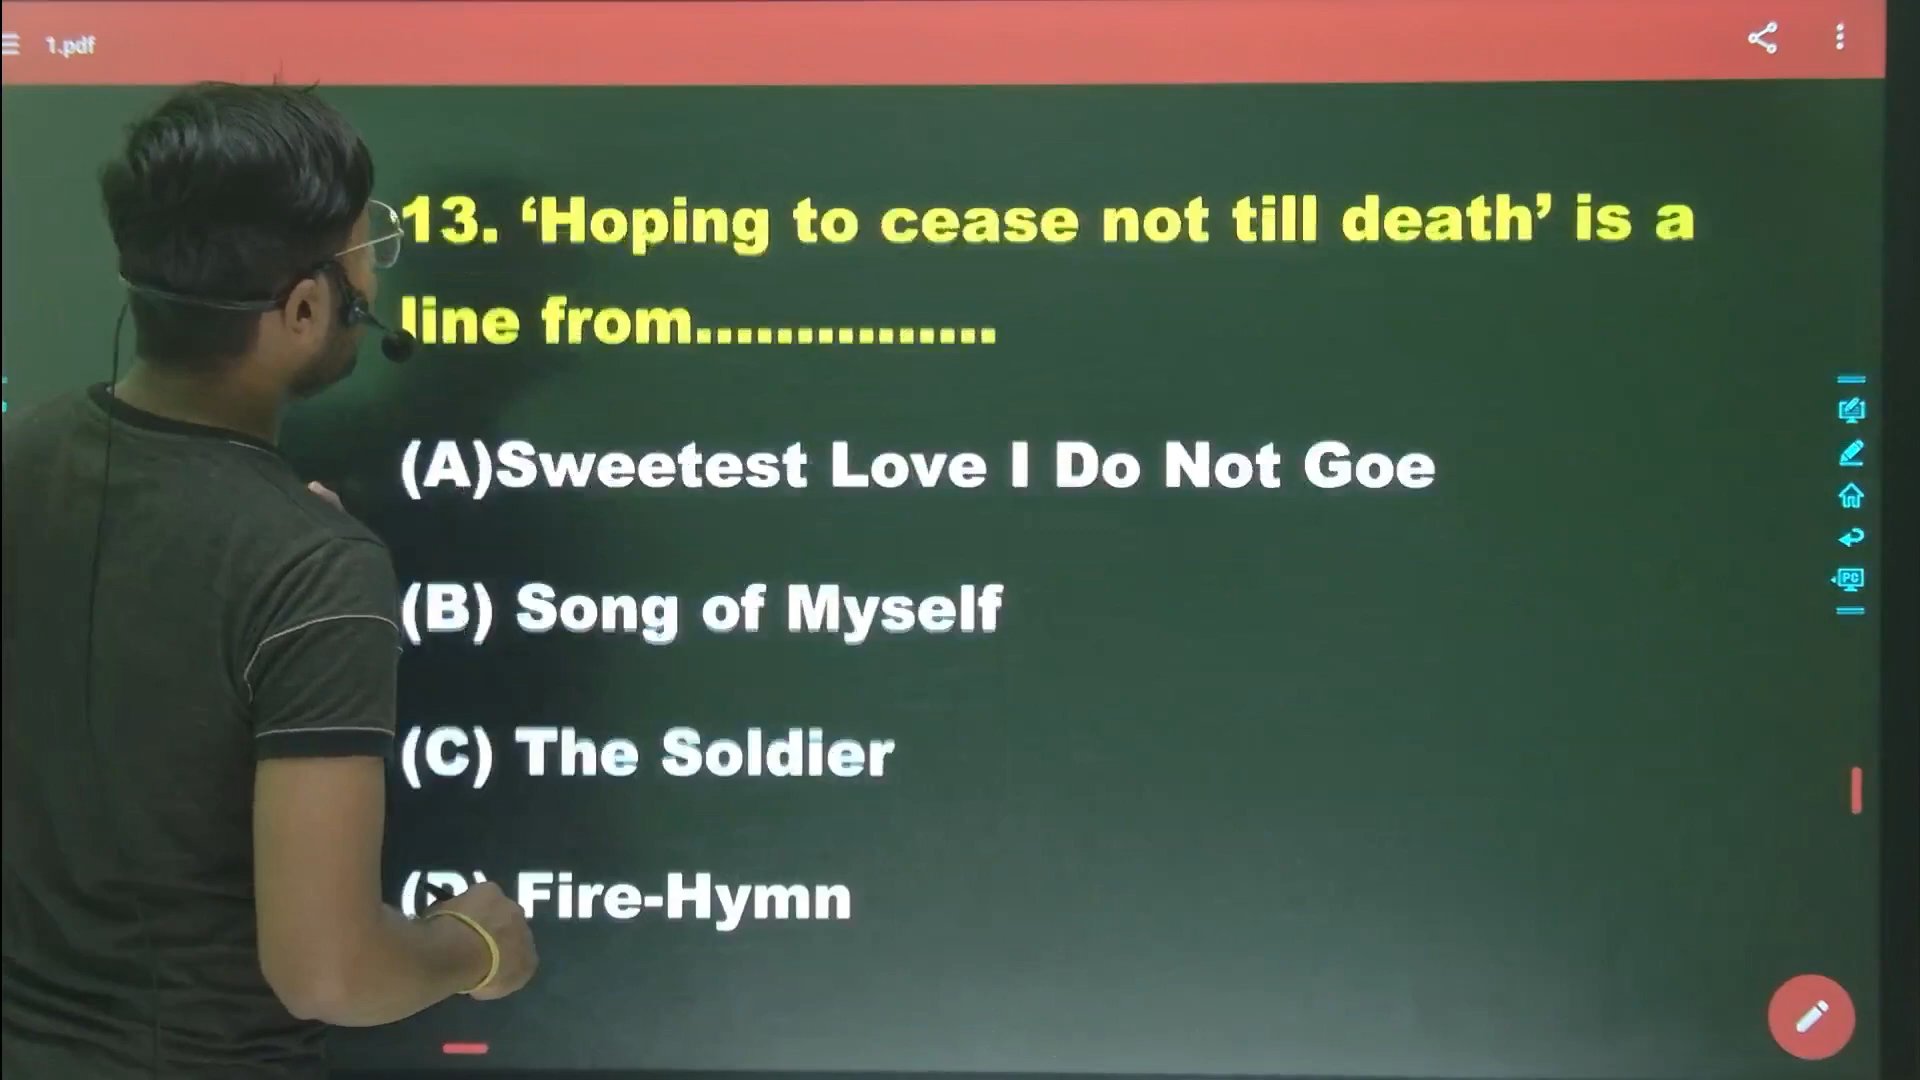 1.pdf
13. ‘Hoping to cease not till death’ is a
line from...............
(A)Sweetest Love I Do Not Goe
(B) Song of Myself
(C) The Soldier
(D) Fire-Hymn
PC